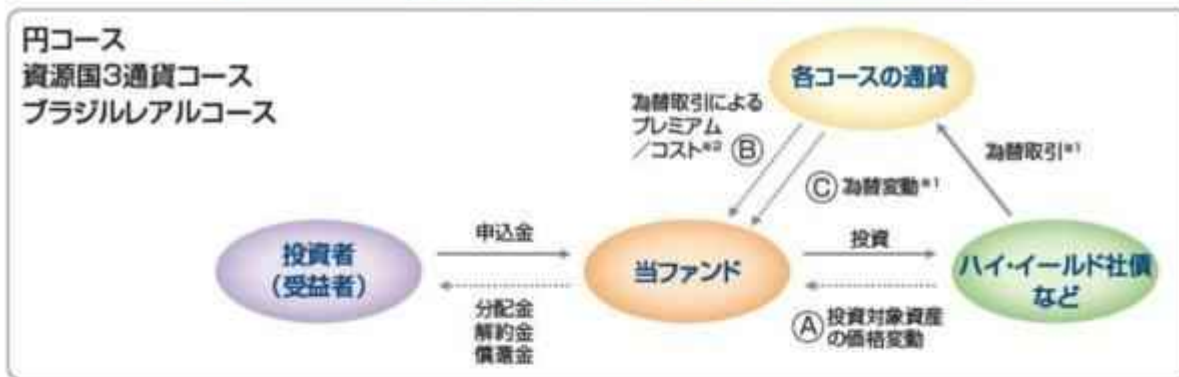 円コース
資源国3通貨コース
ブラジルレアルコース
各コースの通貨
為替取引による
プレミアム
/コスト*2 Ⓑ
為替取引*1
Ⓒ 為替変動*1
投資者
(受益者)
申込金
当ファンド
投資
ハイ・イールド社債
など
分配金
解約金
償還金
Ⓐ 投資対象資産
の価格変動